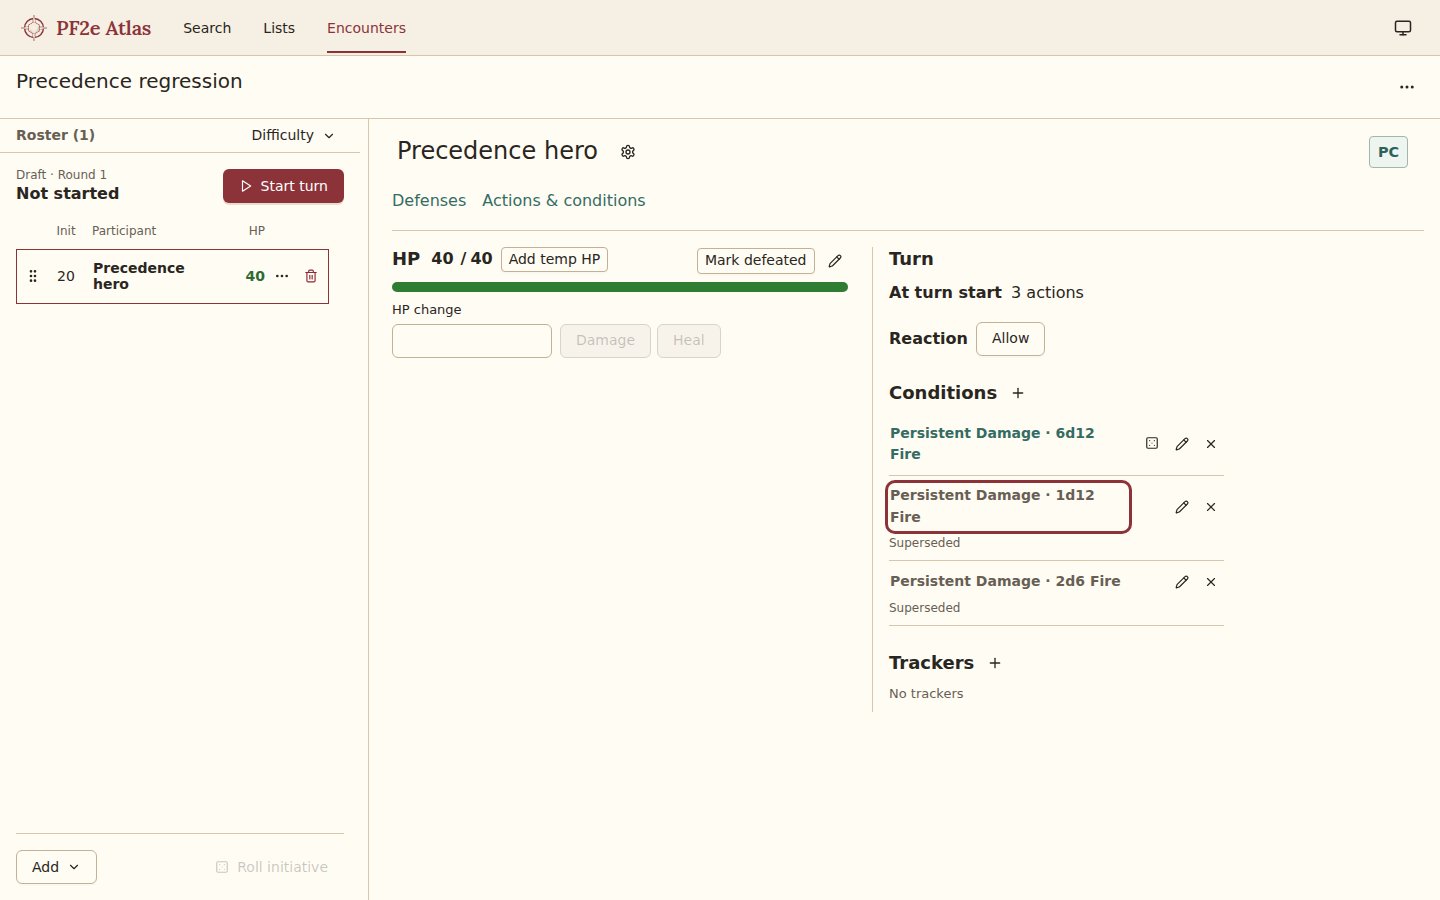 PF2e Atlas
Search
Lists
Encounters
Precedence regression
Roster (1)
Difficulty
Draft · Round 1
Not started
Start turn
Init
Participant
HP
20
Precedence
hero
40
Add
Roll initiative
Precedence hero
PC
Defenses
Actions & conditions
HP 40 / 40
Add temp HP
Mark defeated
HP change
Damage
Heal
Turn
At turn start 3 actions
Reaction
Allow
Conditions
Persistent Damage · 6d12
Fire
Persistent Damage · 1d12
Fire
Superseded
Persistent Damage · 2d6 Fire
Superseded
Trackers
No trackers